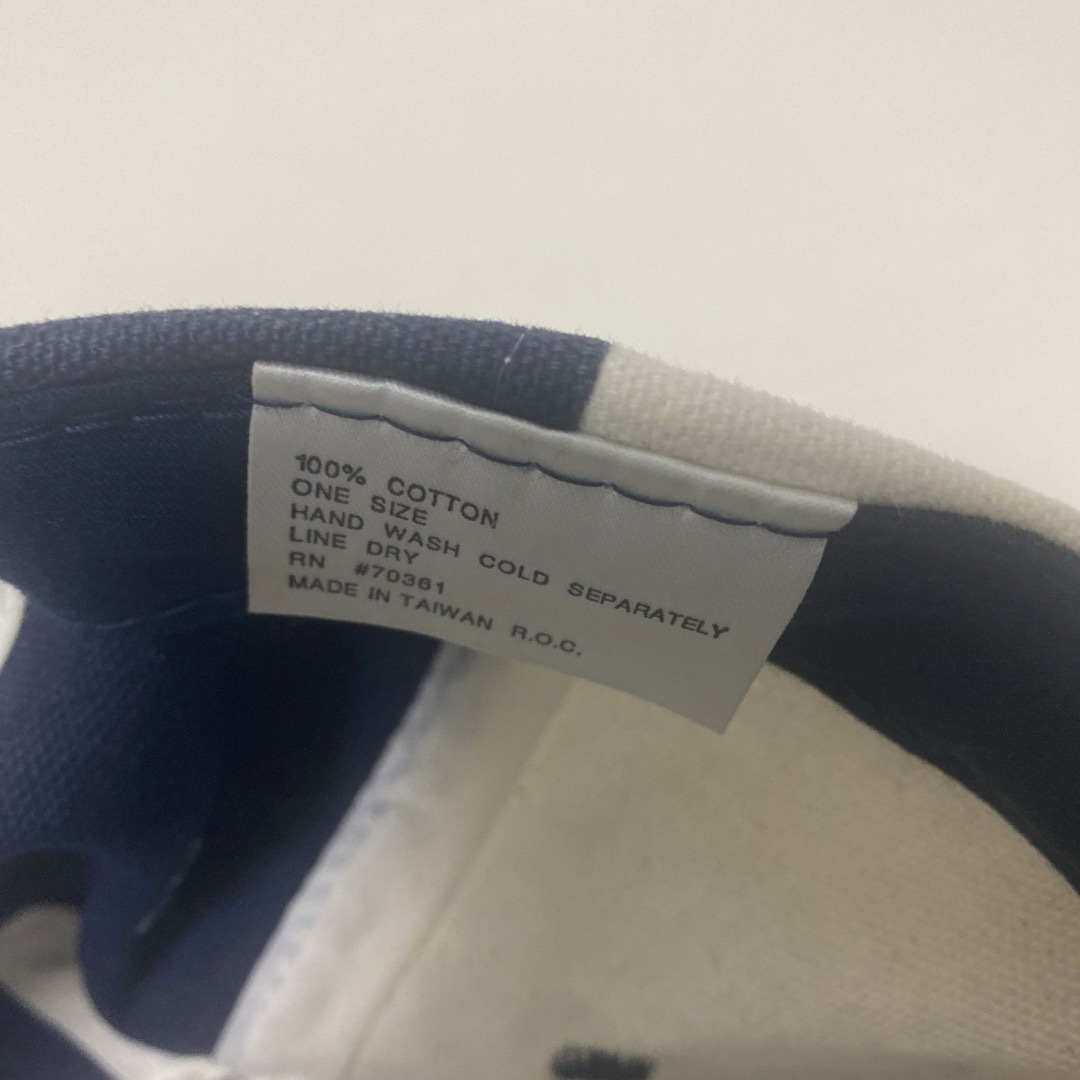 100% COTTON
ONE SIZE
HAND WASH COLD SEPARATELY
LINE DRY
RN #70361
MADE IN TAIWAN R.O.C.